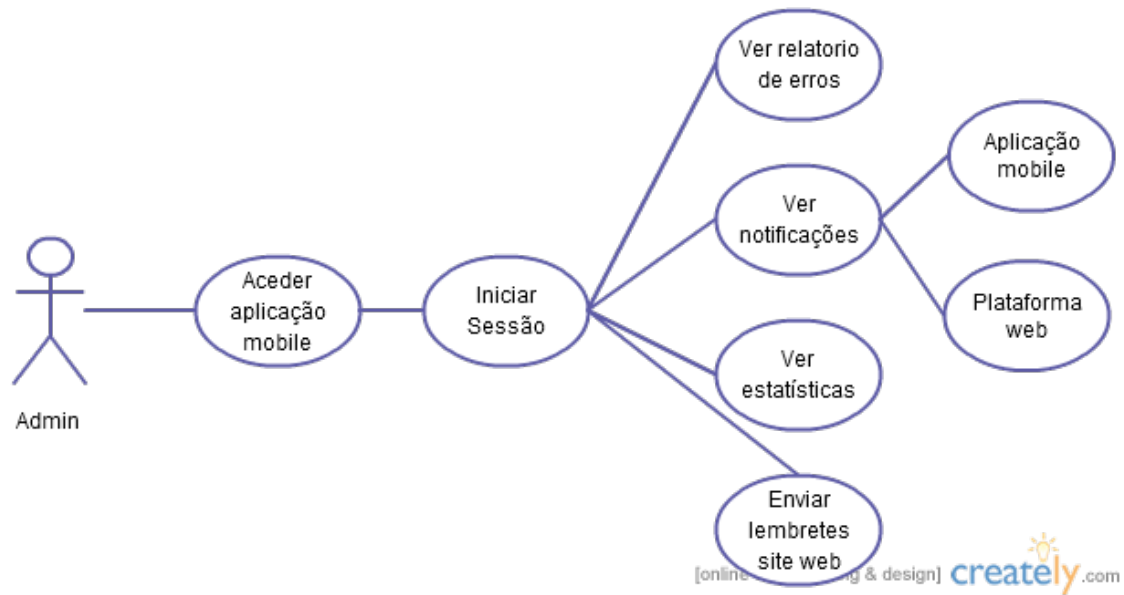 Ver relatorio
de erros
Aplicação
mobile
Ver
notificações
Aceder
aplicação
mobile
Iniciar
Sessão
Plataforma
web
Ver
estatísticas
Admin
Enviar
lembretes
site web
[online & design]
creately.com